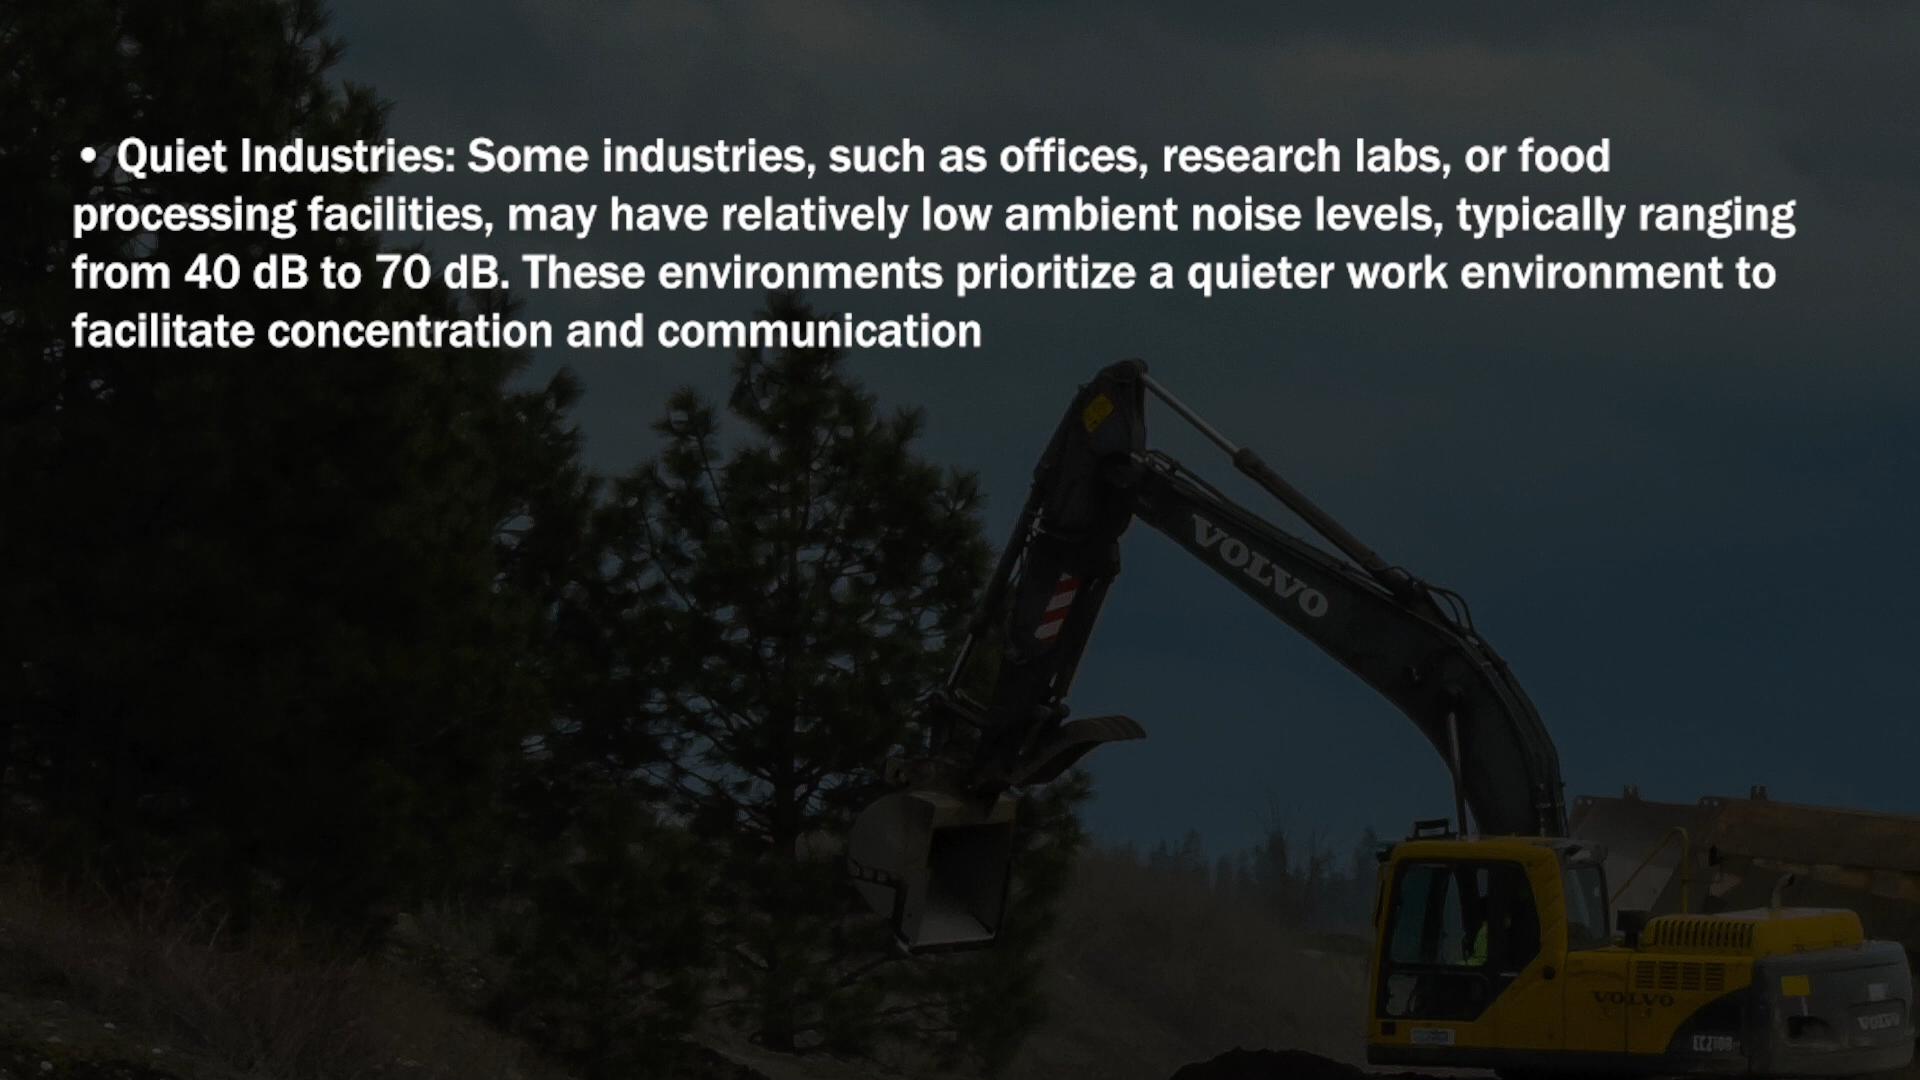 • Quiet Industries: Some industries, such as offices, research labs, or food
processing facilities, may have relatively low ambient noise levels, typically ranging
from 40 dB to 70 dB. These environments prioritize a quieter work environment to
facilitate concentration and communication
VOLVO
VOLVO
VOLVO